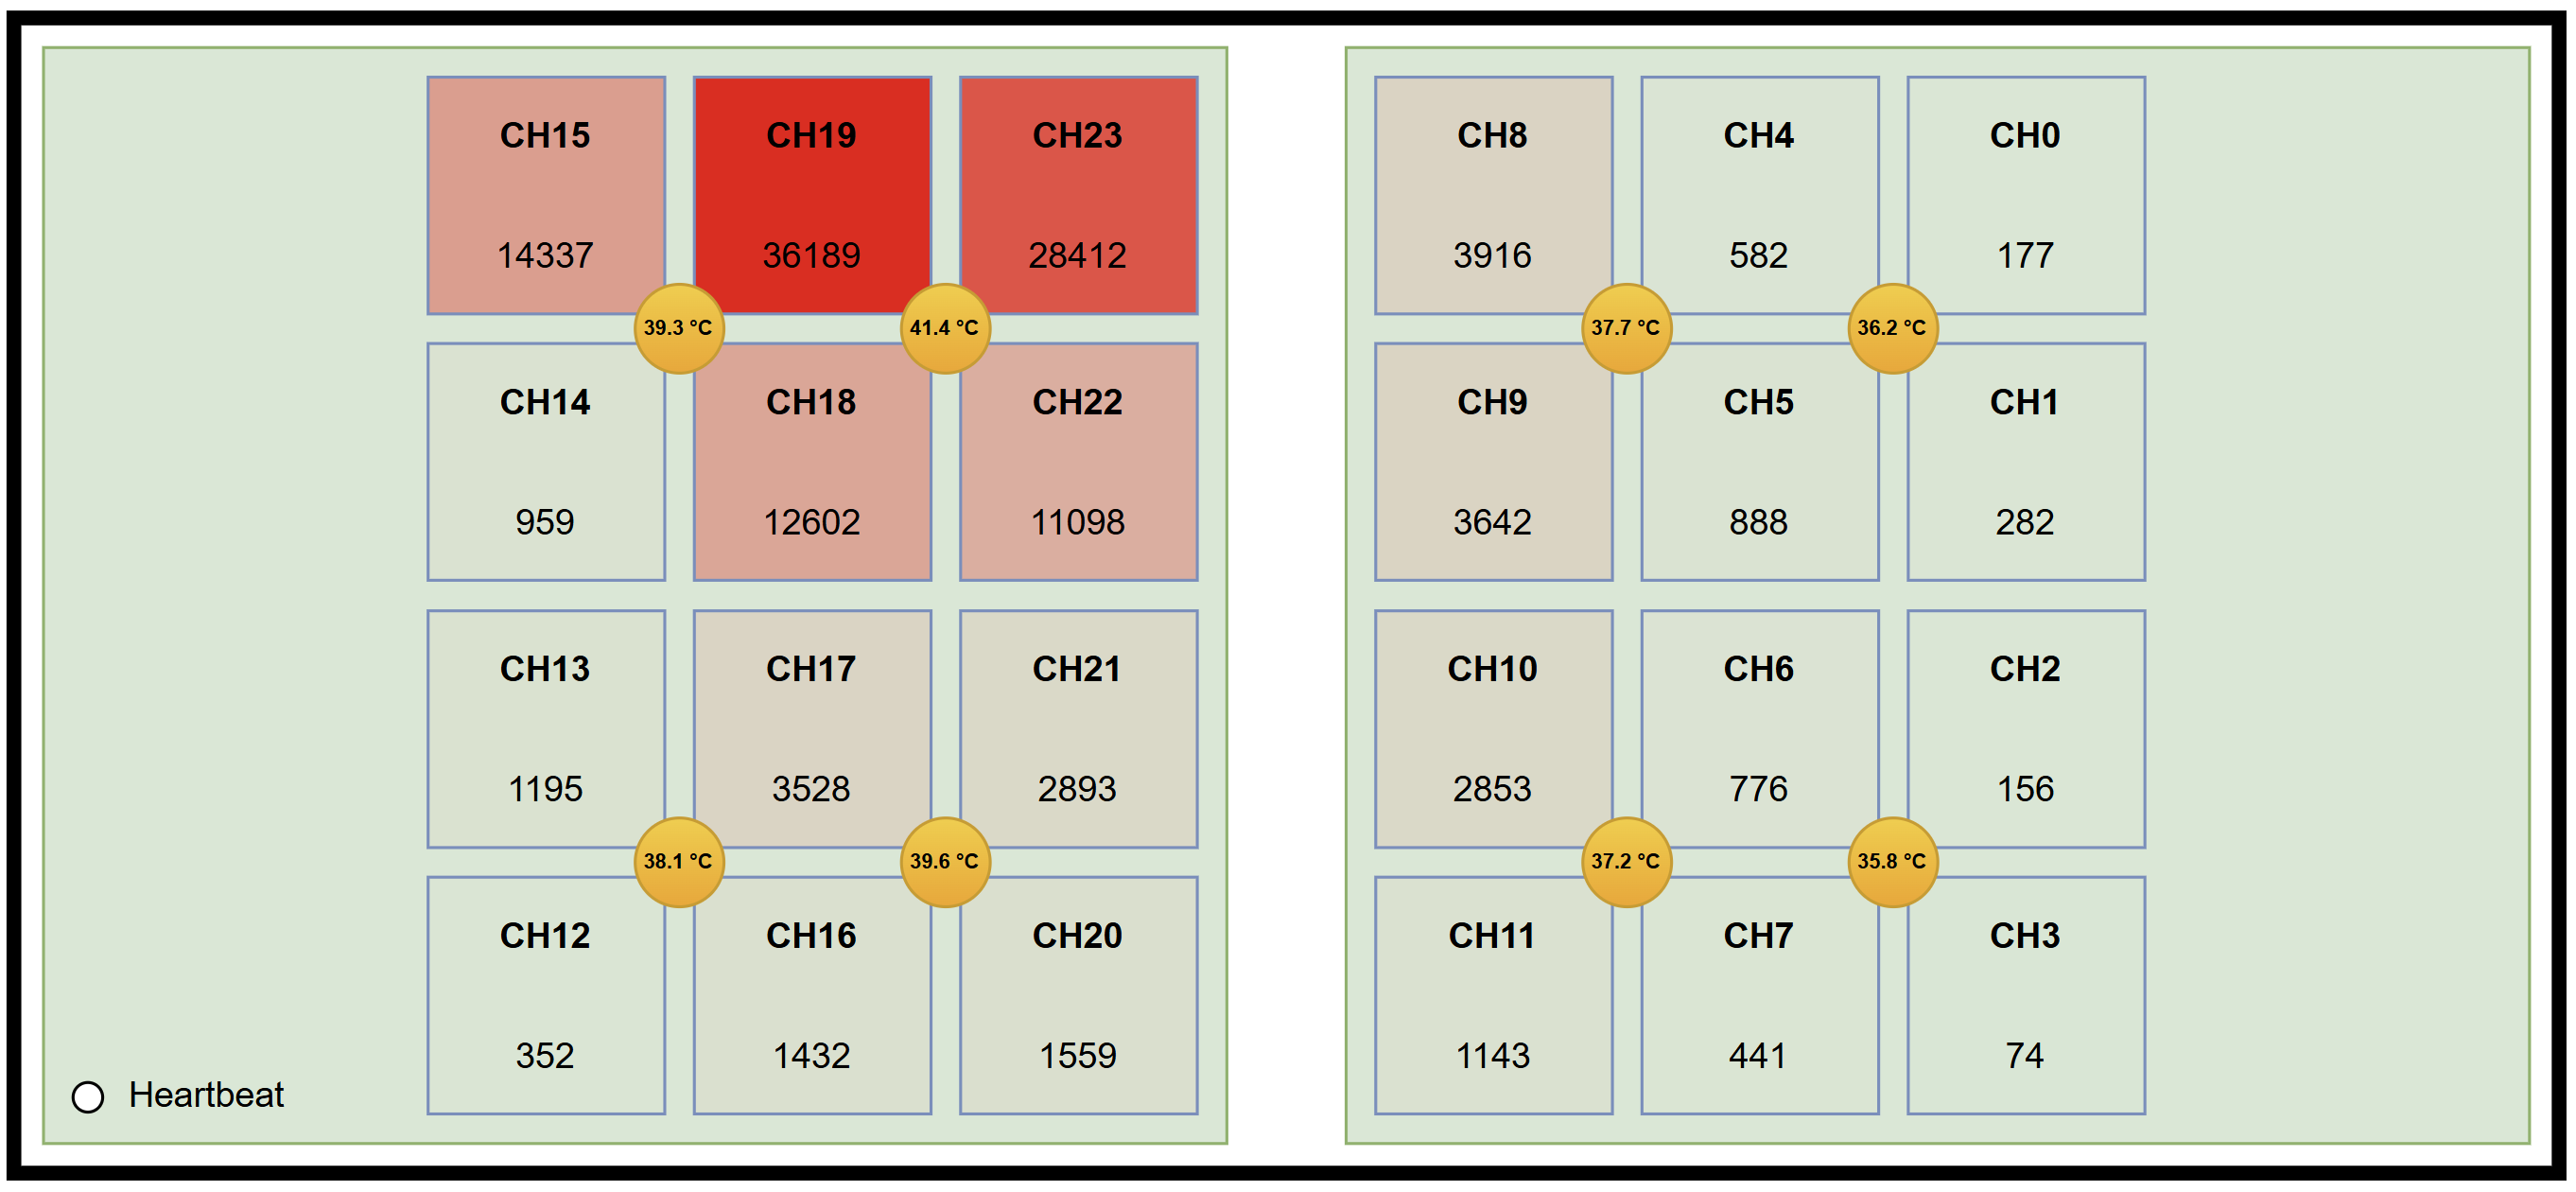 CH15 CH19 CH23 CH8 CH4 CH0
14337 36189 28412 3916 582 177
39.3 °C 41.4 °C 37.7 °C 36.2 °C
CH14 CH18 CH22 CH9 CH5 CH1
959 12602 11098 3642 888 282
CH13 CH17 CH21 CH10 CH6 CH2
1195 3528 2893 2853 776 156
38.1 °C 39.6 °C 37.2 °C 35.8 °C
CH12 CH16 CH20 CH11 CH7 CH3
352 1432 1559 1143 441 74
Heartbeat